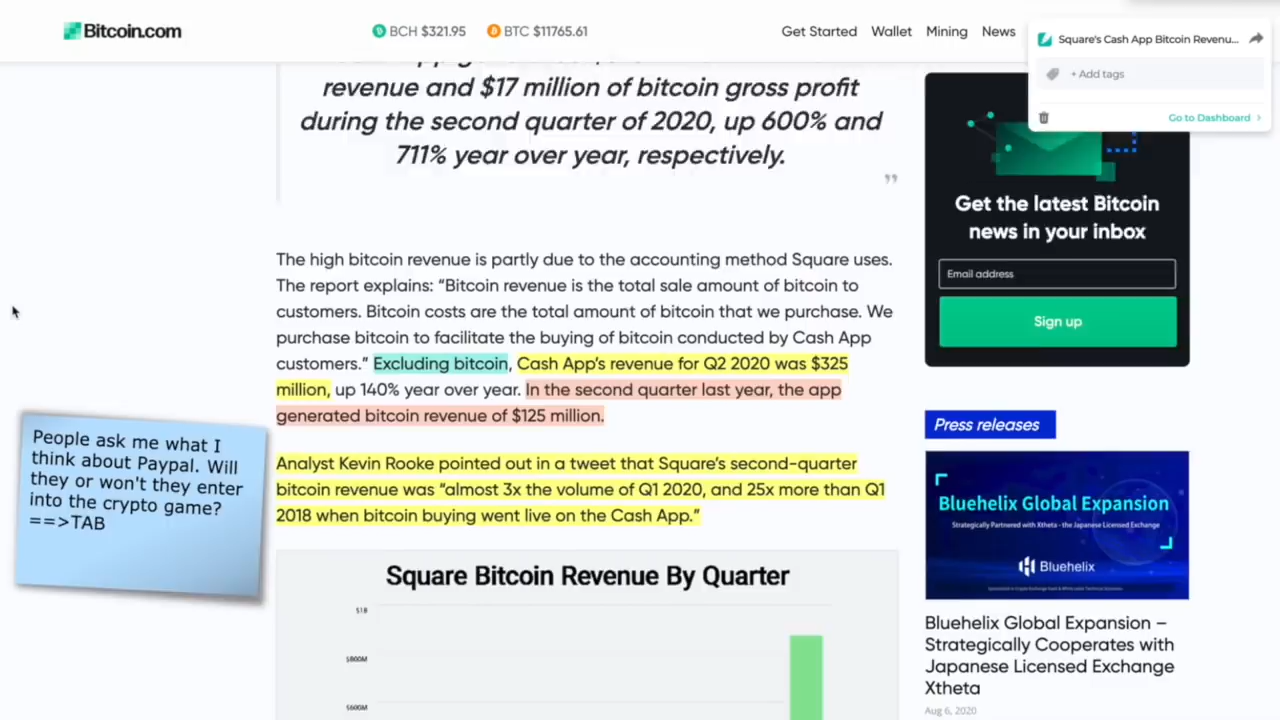 Bitcoin.com
BCH $321.95
BTC $11765.61
Get Started Wallet Mining News
Square's Cash App Bitcoin Revenu...
+ Add tags
Go to Dashboard >
revenue and $17 million of bitcoin gross profit
during the second quarter of 2020, up 600% and
711% year over year, respectively.
”
The high bitcoin revenue is partly due to the accounting method Square uses.
The report explains: “Bitcoin revenue is the total sale amount of bitcoin to
customers. Bitcoin costs are the total amount of bitcoin that we purchase. We
purchase bitcoin to facilitate the buying of bitcoin conducted by Cash App
customers.” Excluding bitcoin, Cash App’s revenue for Q2 2020 was $325
million, up 140% year over year. In the second quarter last year, the app
generated bitcoin revenue of $125 million.
Analyst Kevin Rooke pointed out in a tweet that Square’s second-quarter
bitcoin revenue was “almost 3x the volume of Q1 2020, and 25x more than Q1
2018 when bitcoin buying went live on the Cash App.”
Square Bitcoin Revenue By Quarter
$1B
$800M
$600M
People ask me what I
think about Paypal. Will
they or won't they enter
into the crypto game?
==>TAB
Get the latest Bitcoin
news in your inbox
Email address
Sign up
Press releases
Bluehelix Global Expansion
Strategically Partnered with Xtheta - the Japanese Licensed Exchange
Bluehelix
Bluehelix Global Expansion –
Strategically Cooperates with
Japanese Licensed Exchange
Xtheta
Aug 6, 2020